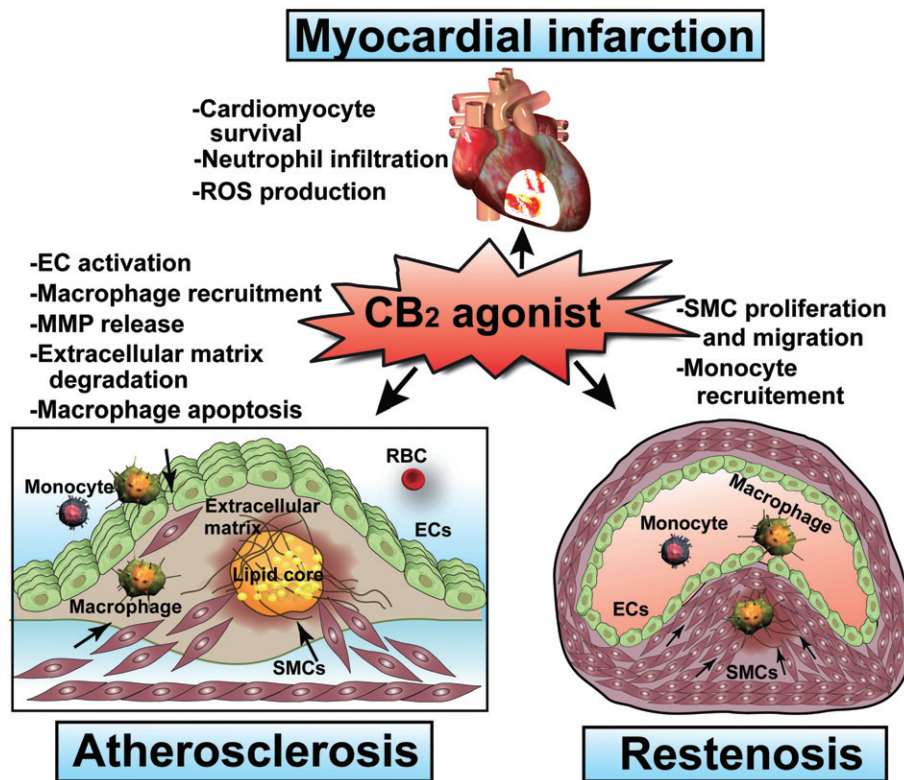 Myocardial infarction
-Cardiomyocyte
survival
-Neutrophil infiltration
-ROS production
-EC activation
-Macrophage recruitment
-MMP release
-Extracellular matrix
degradation
-Macrophage apoptosis
CB₂ agonist
-SMC proliferation
and migration
-Monocyte
recruitement
Monocyte
RBC
Extracellular
matrix
ECs
Lipid core
Macrophage
SMCs
Macrophage
Monocyte
ECs
SMCs
Atherosclerosis
Restenosis